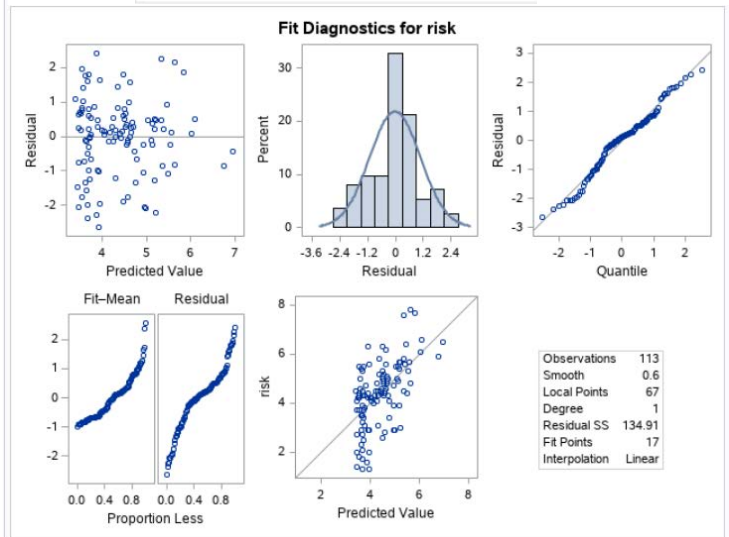 Fit Diagnostics for risk
Residual
2
1
0
-1
-2
4 5 6 7
Predicted Value
Percent
30
20
10
0
-3.6 -2.4 -1.2 0 1.2 2.4
Residual
Residual
3
2
1
0
-1
-2
-3
-2 -1 0 1 2
Quantile
Fit–Mean Residual
2
1
0
-1
-2
0.0 0.4 0.8 0.0 0.4 0.8
Proportion Less
risk
8
6
4
2
2 4 6 8
Predicted Value
Observations 113
Smooth 0.6
Local Points 67
Degree 1
Residual SS 134.91
Fit Points 17
Interpolation Linear